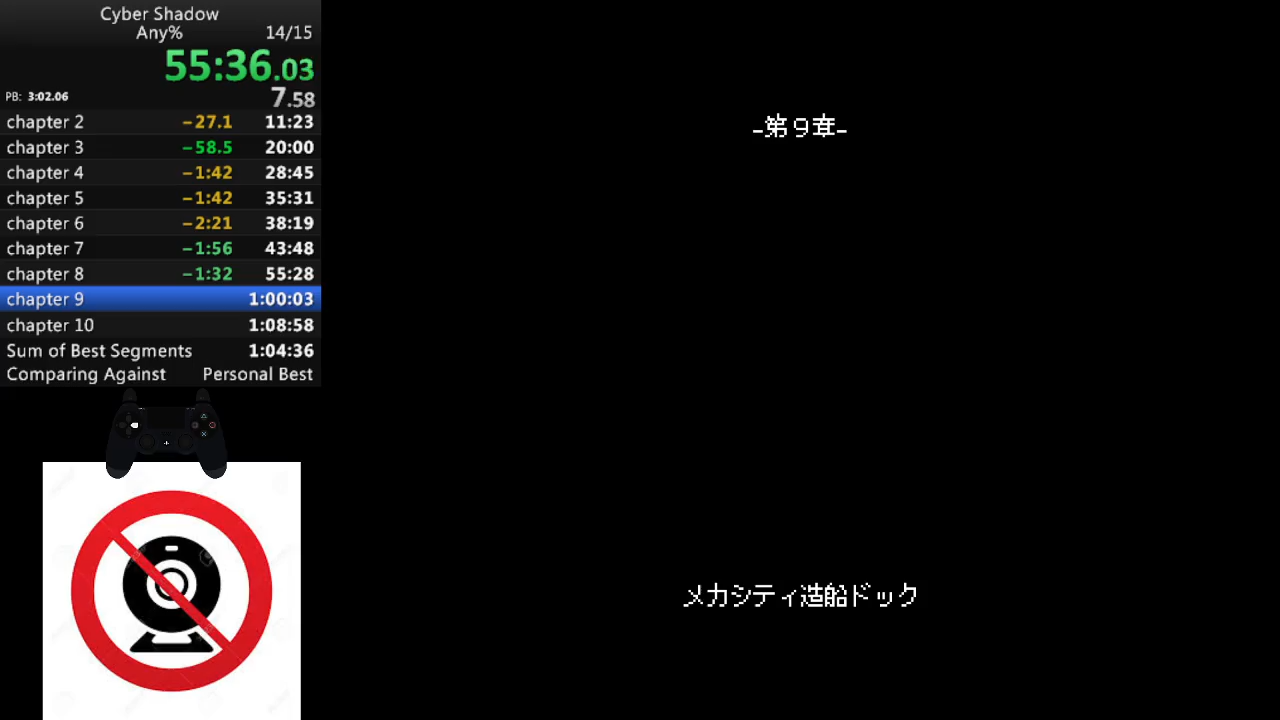 Cyber Shadow
Any% 14/15
55:36.03
PB: 3:02.06 7.58
chapter 2 -27.1 11:23
chapter 3 -58.5 20:00
chapter 4 -1:42 28:45
chapter 5 -1:42 35:31
chapter 6 -2:21 38:19
chapter 7 -1:56 43:48
chapter 8 -1:32 55:28
chapter 9 1:00:03
chapter 10 1:08:58
Sum of Best Segments 1:04:36
Comparing Against Personal Best
-第9章-
メカシティ造船ドック